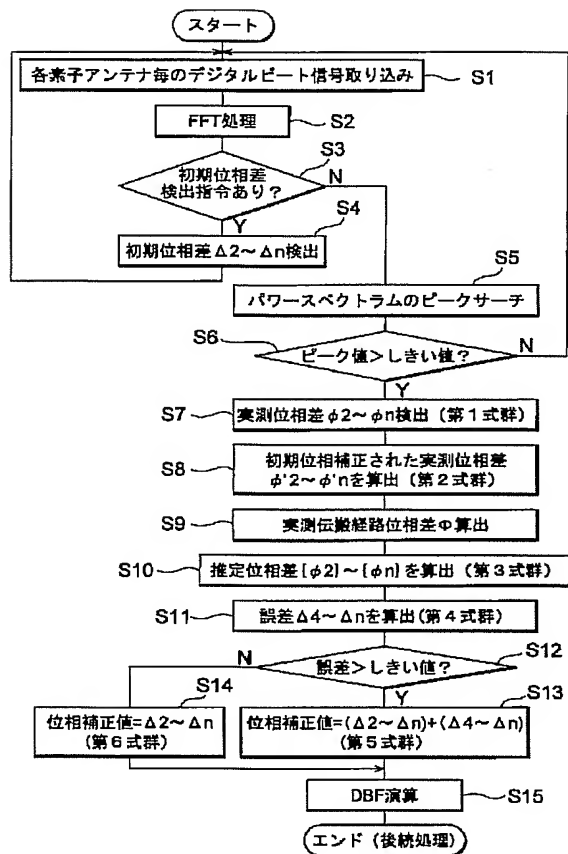 スタート
各素子アンテナ毎のデジタルビート信号取り込み
S1
FFT処理
S2
S3
初期位相差
検出指令あり?
N
S4
Y
初期位相差Δ2～Δn検出
S5
パワースペクトラムのピークサーチ
S6
ピーク値>しきい値?
N
Y
S7
実測位相差φ2～φn検出(第1式群)
S8
初期位相補正された実測位相差
φ'2～φ'nを算出(第2式群)
S9
実測伝搬経路位相差Φ算出
S10
推定位相差[φ2]～[φn]を算出(第3式群)
S11
誤差Δ4～Δnを算出(第4式群)
S12
N
誤差>しきい値?
S14
Y
S13
位相補正値=Δ2～Δn
(第6式群)
位相補正値=(Δ2～Δn)+(Δ4～Δn)
(第5式群)
DBF演算
S15
エンド(後続処理)